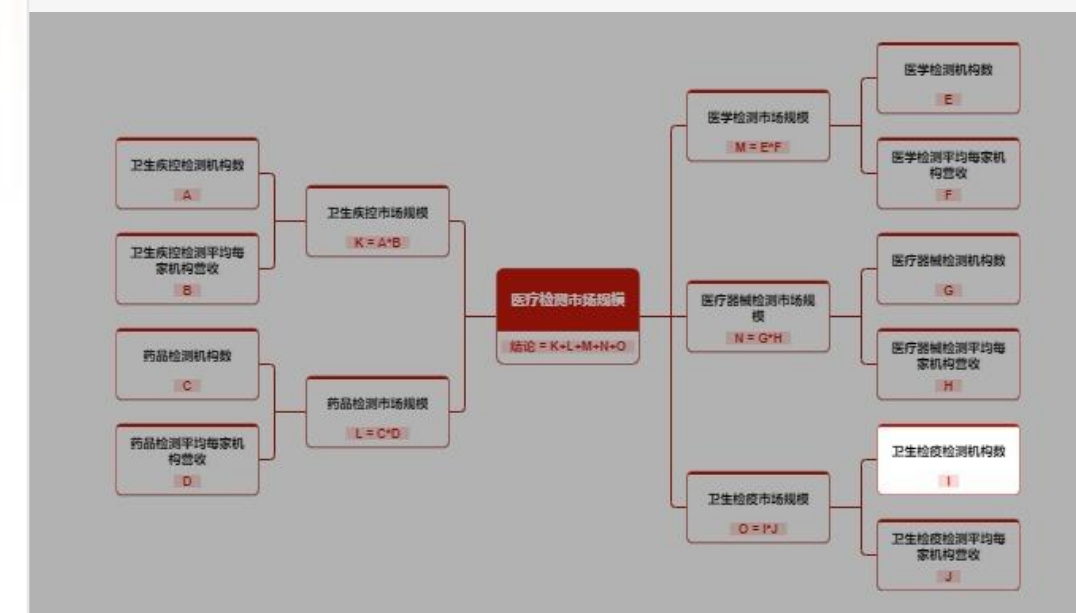 卫生疾控检测机构数
A
卫生疾控检测平均每
家机构营收
B
药品检测机构数
C
药品检测平均每家机
构营收
D
卫生疾控市场规模
K = A*B
药品检测市场规模
L = C*D
医疗检测市场规模
结论 = K+L+M+N+O
医学检测市场规模
M = E*F
医疗器械检测市场规
模
N = G*H
卫生检疫市场规模
O = I*J
医学检测机构数
E
医学检测平均每家机
构营收
F
医疗器械检测机构数
G
医疗器械检测平均每
家机构营收
H
卫生检疫检测机构数
I
卫生检疫检测平均每
家机构营收
J